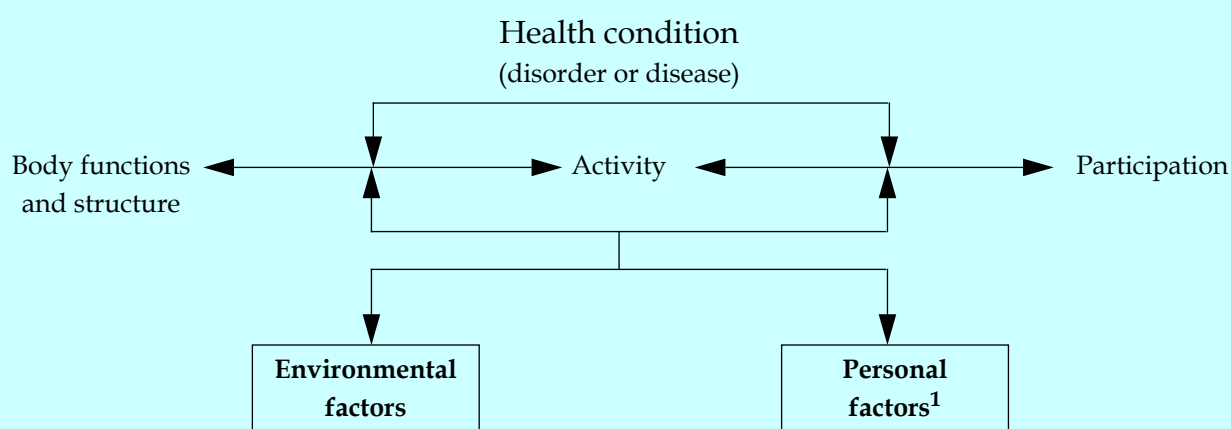 Health condition
(disorder or disease)
Body functions
and structure
Activity
Participation
Environmental
factors
Personal
factors1